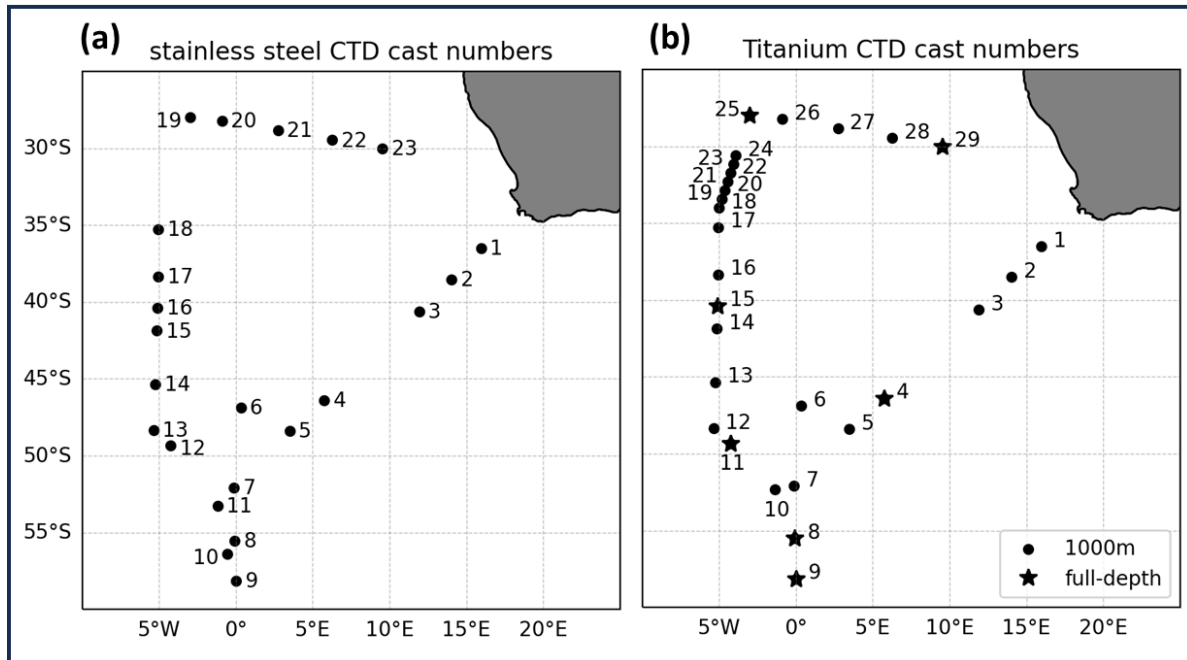 (a)
stainless steel CTD cast numbers
19
20
21
22
23
18
1
17
2
16
3
15
14
6
4
13
5
12
7
11
8
10
9
30°S
35°S
40°S
45°S
50°S
55°S
5°W
0°
5°E
10°E
15°E
20°E
(b)
Titanium CTD cast numbers
25
26
27
28
29
23
24
21
22
19
20
18
17
1
16
2
15
3
14
13
4
6
12
5
11
7
10
8
9
1000m
full-depth
5°W
0°
5°E
10°E
15°E
20°E